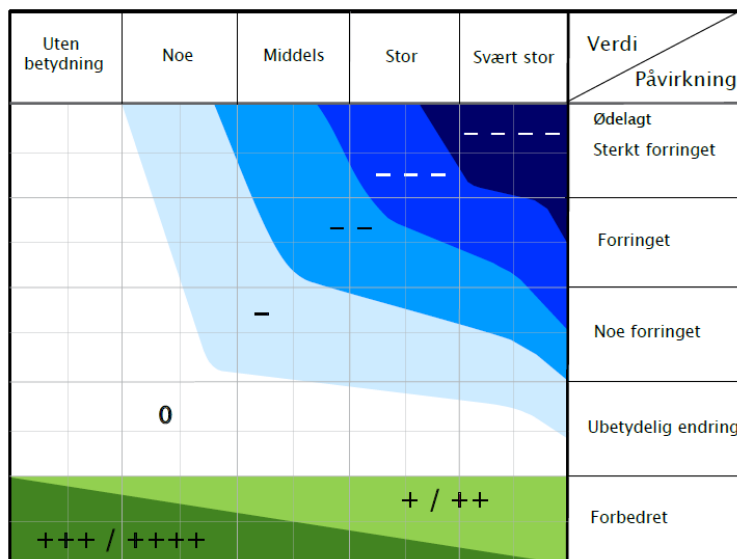 Uten betydning
Noe
Middels
Stor
Svært stor
Verdi
Påvirkning
Ødelagt
Sterkt forringet
− − − −
− − −
− −
Forringet
−
Noe forringet
0
Ubetydelig endring
+ / ++
+++ / ++++
Forbedret